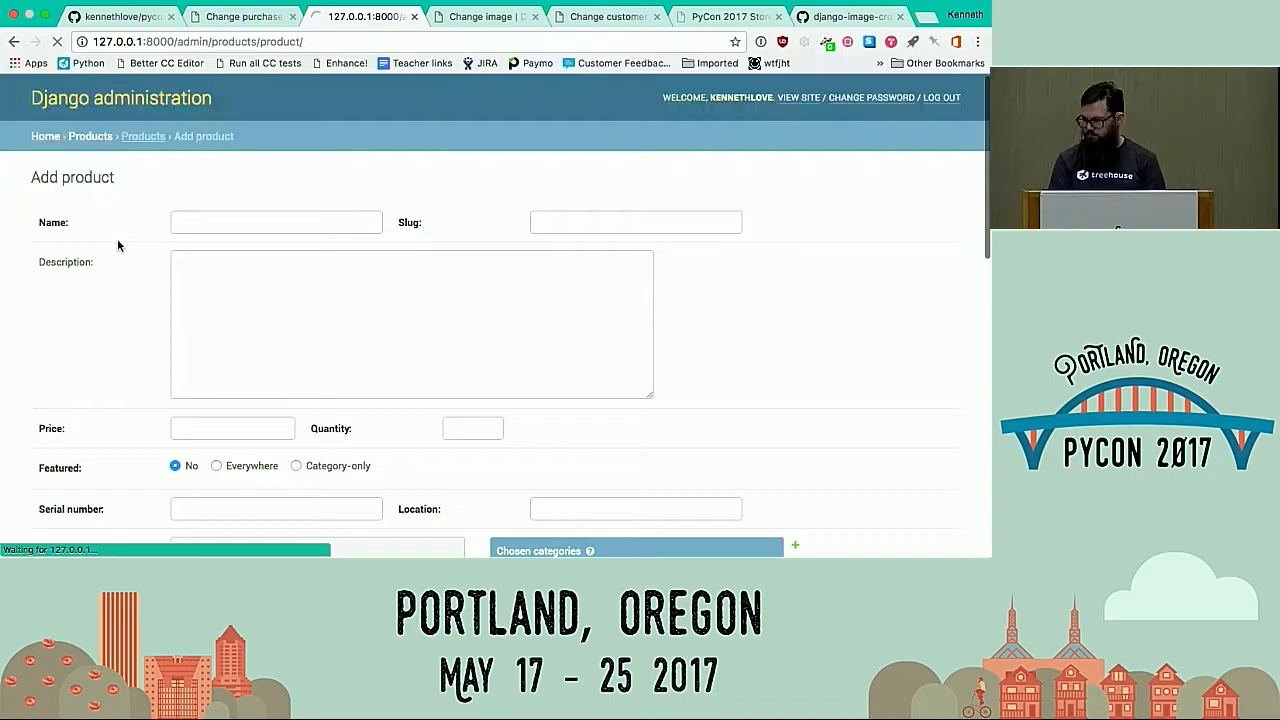 kennethlove/pyco
Change purchase
127.0.0.1:8000/a
Change image | D
Change custome
PyCon 2017 Stor
django-image-cro
Kenneth
127.0.0.1:8000/admin/products/product/
Apps
Python
Better CC Editor
Run all CC tests
Enhance!
Teacher links
JIRA
Paymo
Customer Feedbac...
Imported
wtfjht
» Other Bookmarks
Django administration
WELCOME, KENNETHLOVE. VIEW SITE / CHANGE PASSWORD / LOG OUT
Home › Products › Products › Add product
Add product
Name:
Slug:
Description:
Price:
Quantity:
Featured:
No
Everywhere
Category-only
Serial number:
Location:
Chosen categories
Waiting for 127.0.0.1...
treehouse
PORTLAND, OREGON
PYCON 2017
PORTLAND, OREGON
MAY 17 - 25 2017